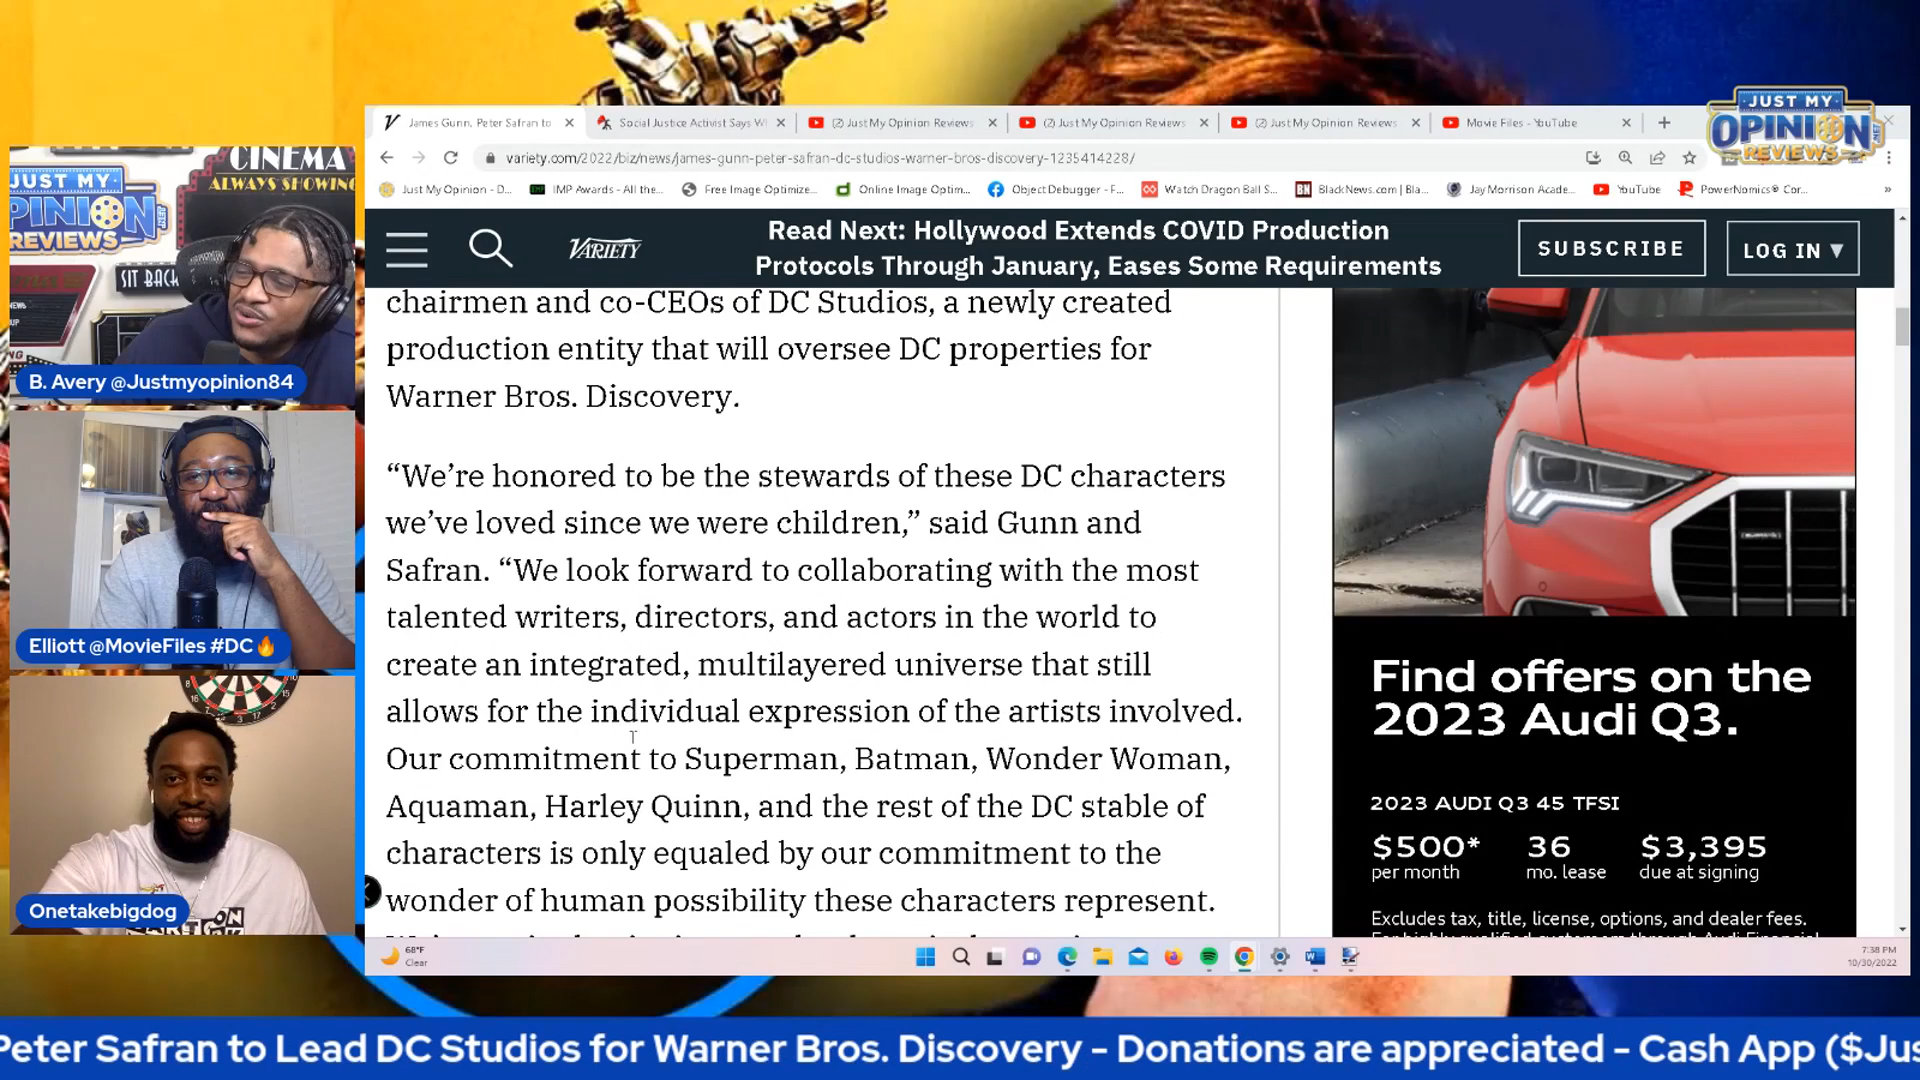 James Gunn, Peter Safran to
Social Justice Activist Says W
(2) Just My Opinion Reviews
(2) Just My Opinion Reviews
(2) Just My Opinion Reviews
Movie Files - YouTube
JUST MY
OPINION
REVIEWS
variety.com/2022/biz/news/james-gunn-peter-safran-dc-studios-warner-bros-discovery-1235414228/
Just My Opinion - D...
IMP Awards - All the...
Free Image Optimize...
Online Image Optim...
Object Debugger - F...
Watch Dragon Ball S...
BlackNews.com | Bla...
Jay Morrison Acade...
YouTube
PowerNomics® Cor...
VARIETY
Read Next: Hollywood Extends COVID Production
Protocols Through January, Eases Some Requirements
SUBSCRIBE
LOG IN ▼
chairmen and co-CEOs of DC Studios, a newly created
production entity that will oversee DC properties for
Warner Bros. Discovery.
“We’re honored to be the stewards of these DC characters
we’ve loved since we were children,” said Gunn and
Safran. “We look forward to collaborating with the most
talented writers, directors, and actors in the world to
create an integrated, multilayered universe that still
allows for the individual expression of the artists involved.
Our commitment to Superman, Batman, Wonder Woman,
Aquaman, Harley Quinn, and the rest of the DC stable of
characters is only equaled by our commitment to the
wonder of human possibility these characters represent.
Find offers on the
2023 Audi Q3.
2023 AUDI Q3 45 TFSI
$500* 36 $3,395
per month mo. lease due at signing
Excludes tax, title, license, options, and dealer fees.
CINEMA
ALWAYS SHOWING
JUST MY
OPINION
REVIEWS
SIT BACK
B. Avery @Justmyopinion84
Elliott @MovieFiles #DC🔥
Onetakebigdog
68°F
Clear
7:38 PM
10/30/2022
Peter Safran to Lead DC Studios for Warner Bros. Discovery - Donations are appreciated - Cash App ($Jus